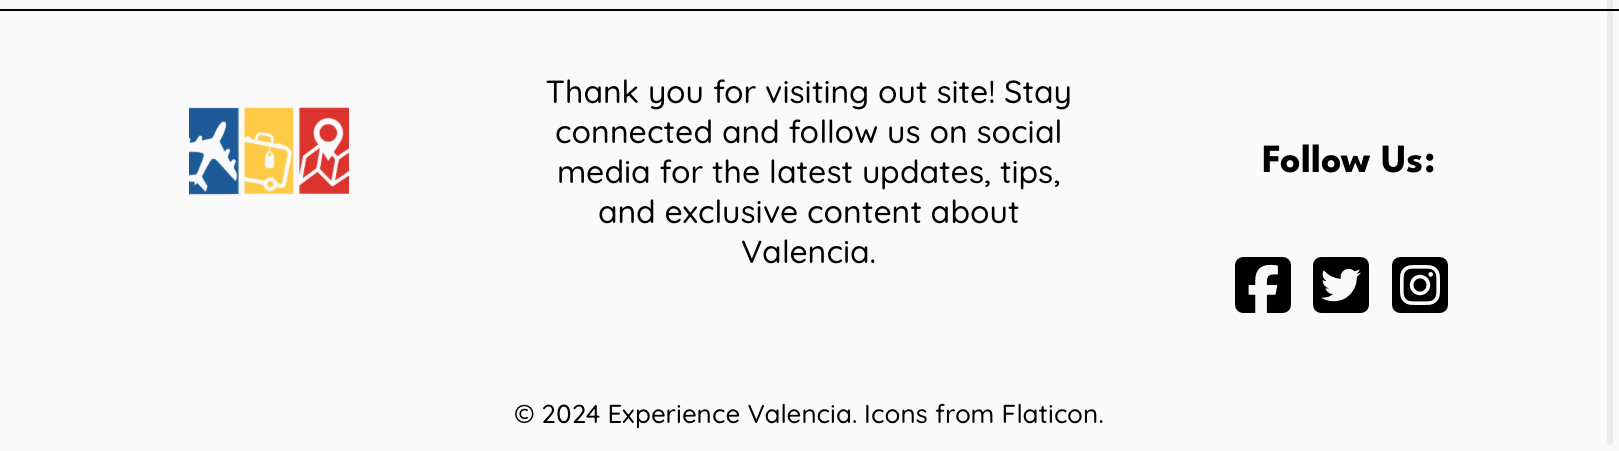 Thank you for visiting out site! Stay
connected and follow us on social
media for the latest updates, tips,
and exclusive content about
Valencia.
Follow Us:
© 2024 Experience Valencia. Icons from Flaticon.